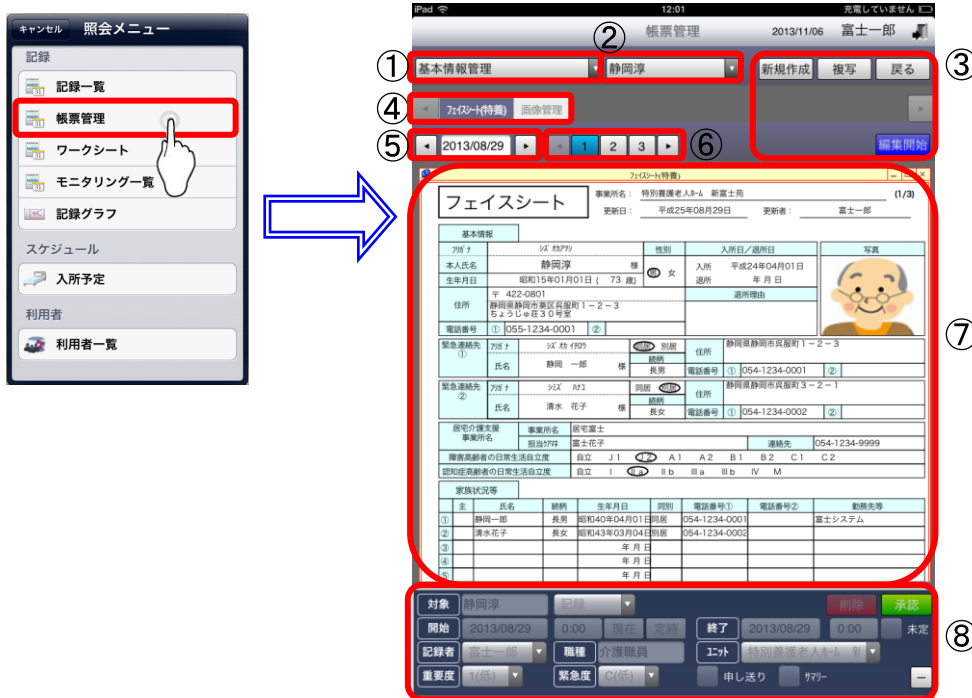 キャンセル 照会メニュー
記録
記録一覧
帳票管理
ワークシート
モニタリング一覧
記録グラフ
スケジュール
入所予定
利用者
利用者一覧
iPad 12:01 充電していません
帳票管理 2013/11/06 富士一郎
① 基本情報管理 ② 静岡淳 新規作成 複写 戻る ③
④ フェイスシート(特養) 画像管理
⑤ 2013/08/29 1 2 3 ⑥ 編集開始
フェイスシート(特養)
フェイスシート 事業所名: 特別養護老人ホーム 新富士苑 (1/3)
更新日: 平成25年08月29日 更新者: 富士一郎
基本情報
フリガナ シズオカアツシ 性別 入所日/退所日 写真
本人氏名 静岡淳 様 男 女 入所 平成24年04月01日
生年月日 昭和15年01月01日 ( 73 歳) 退所 年 月 日
住所 〒 422-0801 退所理由
静岡県静岡市葵区呉服町1-2-3
ちょうじゅ荘30号室
電話番号 ① 055-1234-0001 ②
緊急連絡先 ① フリガナ シズオカ イチロウ 同居 別居 住所 静岡県静岡市呉服町1-2-3
氏名 静岡 一郎 様 続柄 長男 電話番号 ① 054-1234-0001 ②
緊急連絡先 ② フリガナ シミズ ハナコ 同居 別居 住所 静岡県静岡市呉服町3-2-1
氏名 清水 花子 様 続柄 長女 電話番号 ① 054-1234-0002 ②
⑦
居宅介護支援事業所名 事業所名 居宅富士
担当ケアマネ 富士花子 連絡先 054-1234-9999
障害高齢者の日常生活自立度 自立 J1 J2 A1 A2 B1 B2 C1 C2
認知症高齢者の日常生活自立度 自立 I IIa IIb IIIa IIIb IV M
家族状況等
主 氏名 続柄 生年月日 同別 電話番号① 電話番号② 勤務先等
① 静岡一郎 長男 昭和40年04月01日 同居 054-1234-0001 富士システム
② 清水花子 長女 昭和43年03月04日 別居 054-1234-0002
③ 年 月 日
④ 年 月 日
⑤ 年 月 日
対象 静岡淳 記録 削除 承認
開始 2013/08/29 0:00 現在 定時 終了 2013/08/29 0:00 未定 ⑧
記録者 富士一郎 職種 介護職員 ユニット 特別養護老人ホーム 新
重要度 1(低) 緊急度 C(低) 申し送り サマリー